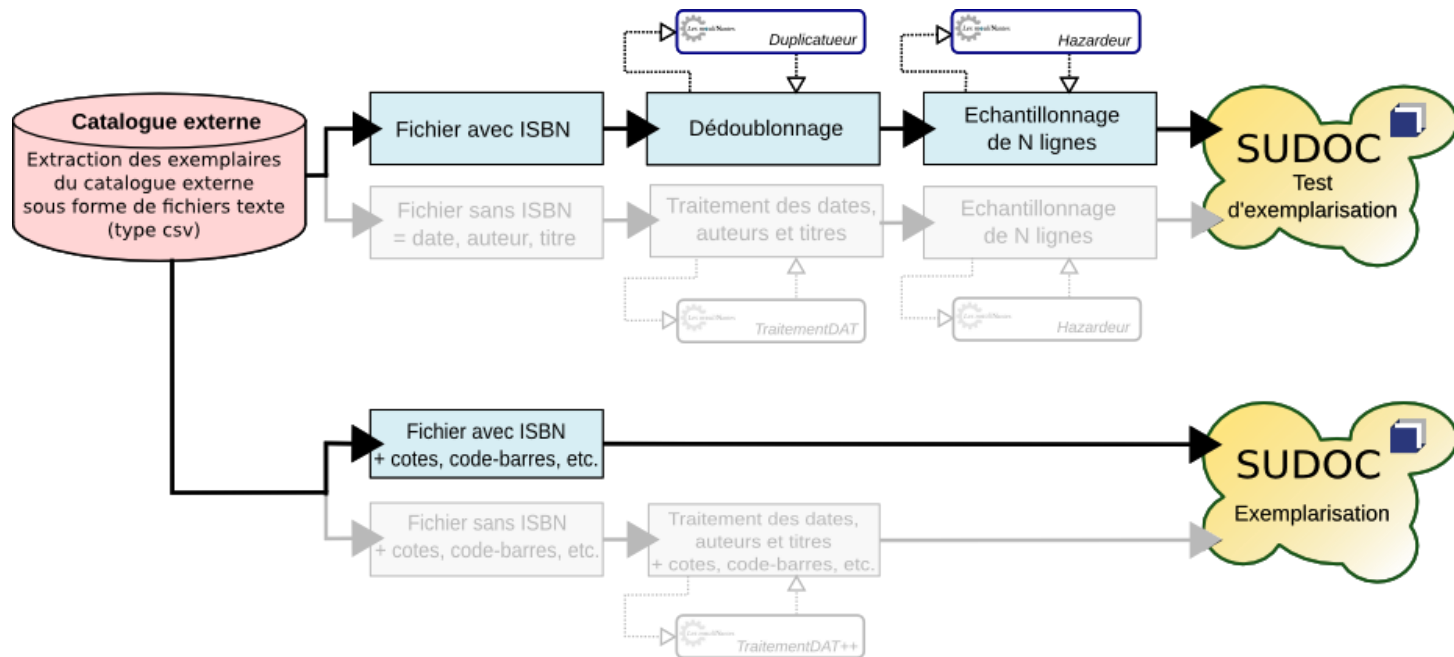 Duplicatueur
Hazardeur
Catalogue externe
Extraction des exemplaires
du catalogue externe
sous forme de fichiers texte
(type csv)
Fichier avec ISBN
Dédoublonnage
Echantillonnage
de N lignes
SUDOC
Test
d'exemplarisation
Fichier sans ISBN
= date, auteur, titre
Traitement des dates,
auteurs et titres
Echantillonnage
de N lignes
TraitementDAT
Hazardeur
Fichier avec ISBN
+ cotes, code-barres, etc.
SUDOC
Exemplarisation
Fichier sans ISBN
+ cotes, code-barres, etc.
Traitement des dates,
auteurs et titres
+ cotes, code-barres, etc.
TraitementDAT++